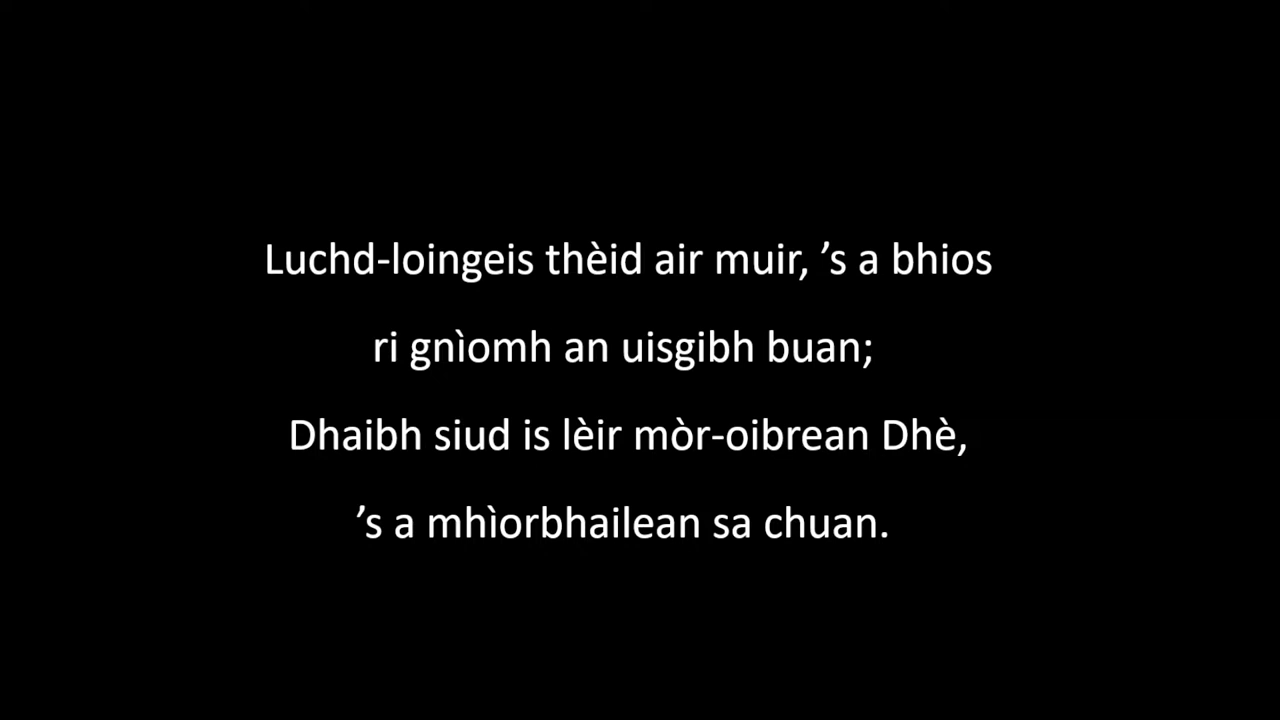 Luchd-loingeis thèid air muir, ’s a bhios
ri gnìomh an uisgibh buan;
Dhaibh siud is lèir mòr-oibrean Dhè,
’s a mhìorbhailean sa chuan.